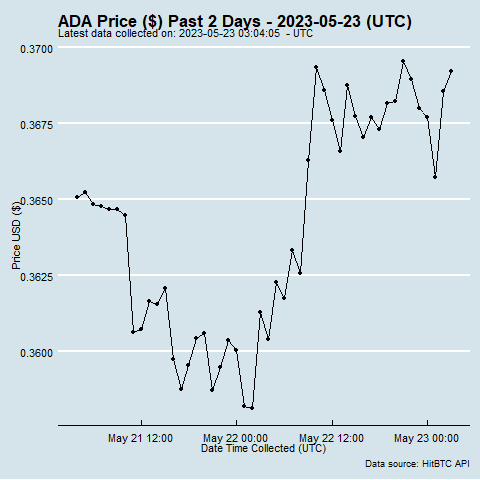 ADA Price ($) Past 2 Days - 2023-05-23 (UTC)
Latest data collected on: 2023-05-23 03:04:05 - UTC
0.3700
0.3675
0.3650
0.3625
0.3600
Price USD ($)
May 21 12:00
May 22 00:00
May 22 12:00
May 23 00:00
Date Time Collected (UTC)
Data source: HitBTC API